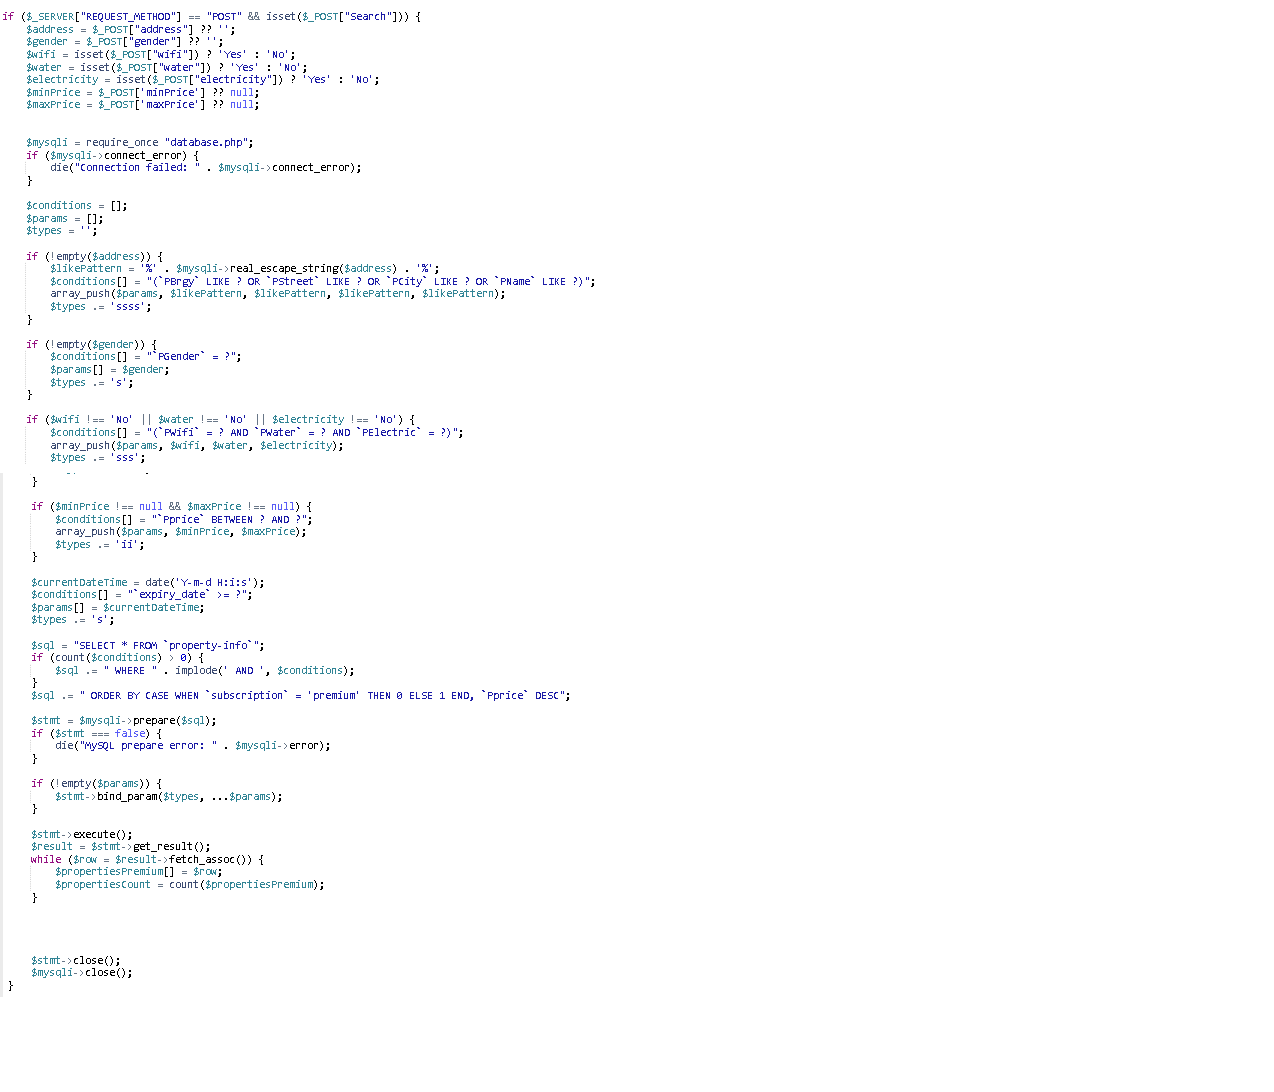 if ($_SERVER["REQUEST_METHOD"] == "POST" && isset($_POST["Search"])) {
$address = $_POST["address"] ?? '';
$gender = $_POST["gender"] ?? '';
$wifi = isset($_POST["wifi"]) ? 'Yes' : 'No';
$water = isset($_POST["water"]) ? 'Yes' : 'No';
$electricity = isset($_POST["electricity"]) ? 'Yes' : 'No';
$minPrice = $_POST['minPrice'] ?? null;
$maxPrice = $_POST['maxPrice'] ?? null;
$mysqli = require_once "database.php";
if ($mysqli->connect_error) {
die("Connection failed: " . $mysqli->connect_error);
}
$conditions = [];
$params = [];
$types = '';
if (!empty($address)) {
$likePattern = '%' . $mysqli->real_escape_string($address) . '%';
$conditions[] = "(`PBrgy` LIKE ? OR `PStreet` LIKE ? OR `PCity` LIKE ? OR `PName` LIKE ?)";
array_push($params, $likePattern, $likePattern, $likePattern, $likePattern);
$types .= 'ssss';
}
if (!empty($gender)) {
$conditions[] = "`PGender` = ?";
$params[] = $gender;
$types .= 's';
}
if ($wifi !== 'No' || $water !== 'No' || $electricity !== 'No') {
$conditions[] = "(`PWifi` = ? AND `PWater` = ? AND `PElectric` = ?)";
array_push($params, $wifi, $water, $electricity);
$types .= 'sss';
}
if ($minPrice !== null && $maxPrice !== null) {
$conditions[] = "`Pprice` BETWEEN ? AND ?";
array_push($params, $minPrice, $maxPrice);
$types .= 'ii';
}
$currentDateTime = date('Y-m-d H:i:s');
$conditions[] = "`expiry_date` >= ?";
$params[] = $currentDateTime;
$types .= 's';
$sql = "SELECT * FROM `property-info`";
if (count($conditions) > 0) {
$sql .= " WHERE " . implode(' AND ', $conditions);
}
$sql .= " ORDER BY CASE WHEN `subscription` = 'premium' THEN 0 ELSE 1 END, `Pprice` DESC";
$stmt = $mysqli->prepare($sql);
if ($stmt === false) {
die("MySQL prepare error: " . $mysqli->error);
}
if (!empty($params)) {
$stmt->bind_param($types, ...$params);
}
$stmt->execute();
$result = $stmt->get_result();
while ($row = $result->fetch_assoc()) {
$propertiesPremium[] = $row;
$propertiesCount = count($propertiesPremium);
}
$stmt->close();
$mysqli->close();
}